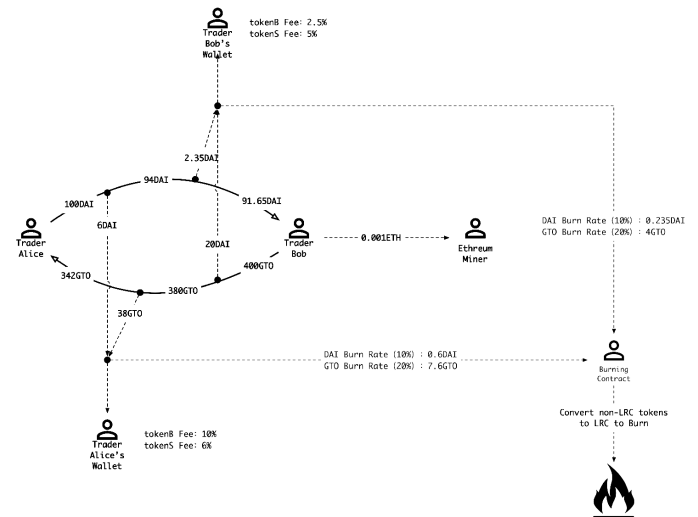 tokenB Fee: 2.5%
tokenS Fee: 5%
Trader
Bob's
Wallet
2.35DAI
94DAI
100DAI
91.65DAI
6DAI
DAI Burn Rate (10%) : 0.235DAI
GTO Burn Rate (20%) : 4GTO
Trader
Alice
Trader
Bob
0.001ETH
Ethreum
Miner
20DAI
400GTO
342GTO
380GTO
38GTO
DAI Burn Rate (10%) : 0.6DAI
GTO Burn Rate (20%) : 7.6GTO
Burning
Contract
Convert non-LRC tokens
to LRC to Burn
Trader
Alice's
Wallet
tokenB Fee: 10%
tokenS Fee: 6%